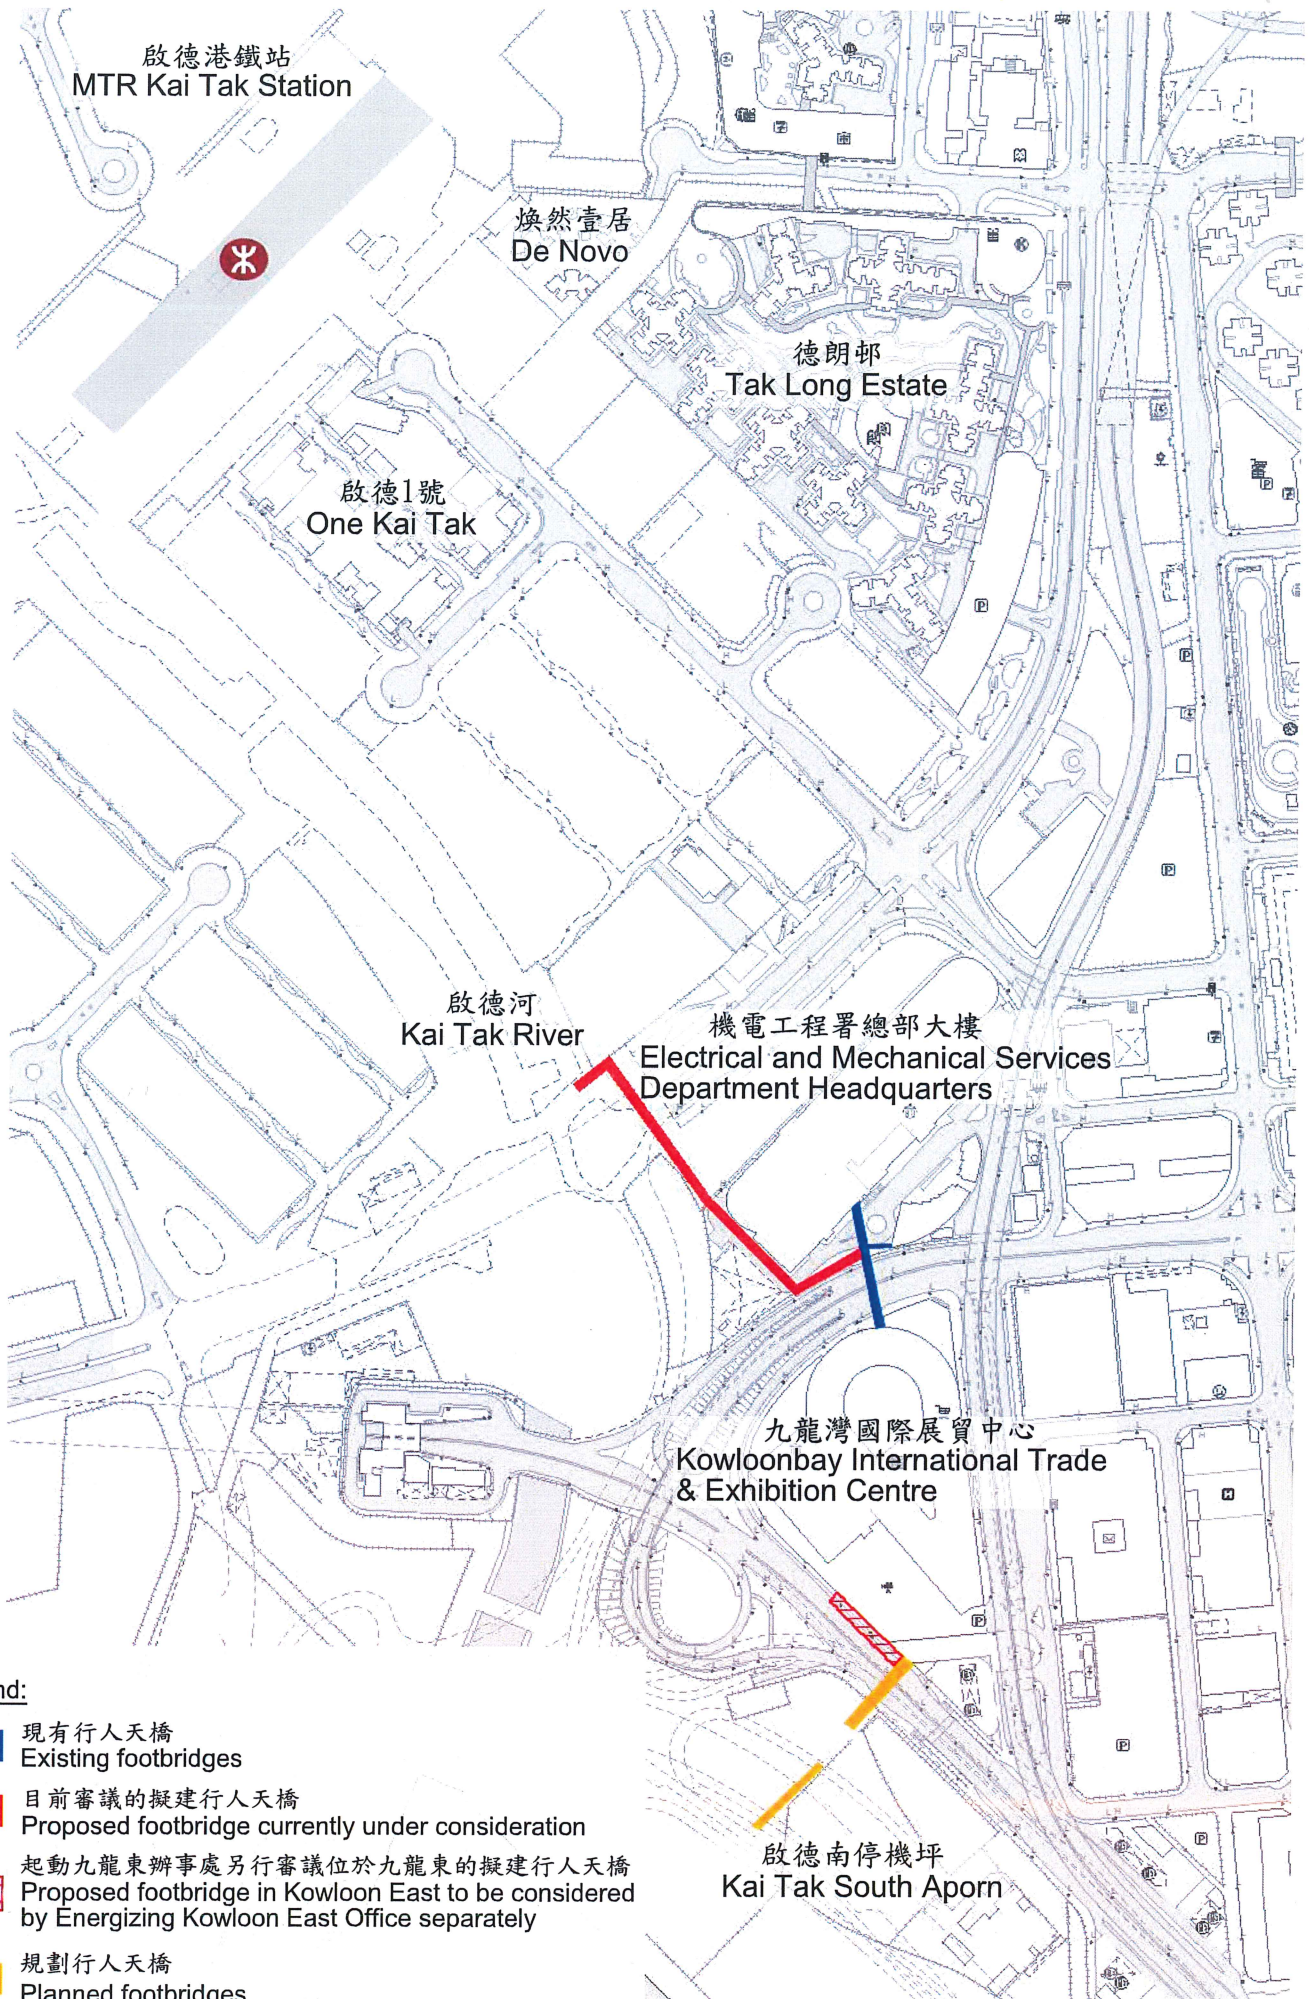 啟德港鐵站
MTR Kai Tak Station
煥然壹居
De Novo
德朗邨
Tak Long Estate
啟德1號
One Kai Tak
啟德河
Kai Tak River
機電工程署總部大樓
Electrical and Mechanical Services
Department Headquarters
九龍灣國際展貿中心
Kowloonbay International Trade
& Exhibition Centre
啟德南停機坪
Kai Tak South Aporn
nd:
現有行人天橋
Existing footbridges
目前審議的擬建行人天橋
Proposed footbridge currently under consideration
起動九龍東辦事處另行審議位於九龍東的擬建行人天橋
Proposed footbridge in Kowloon East to be considered
by Energizing Kowloon East Office separately
規劃行人天橋
Planned footbridges